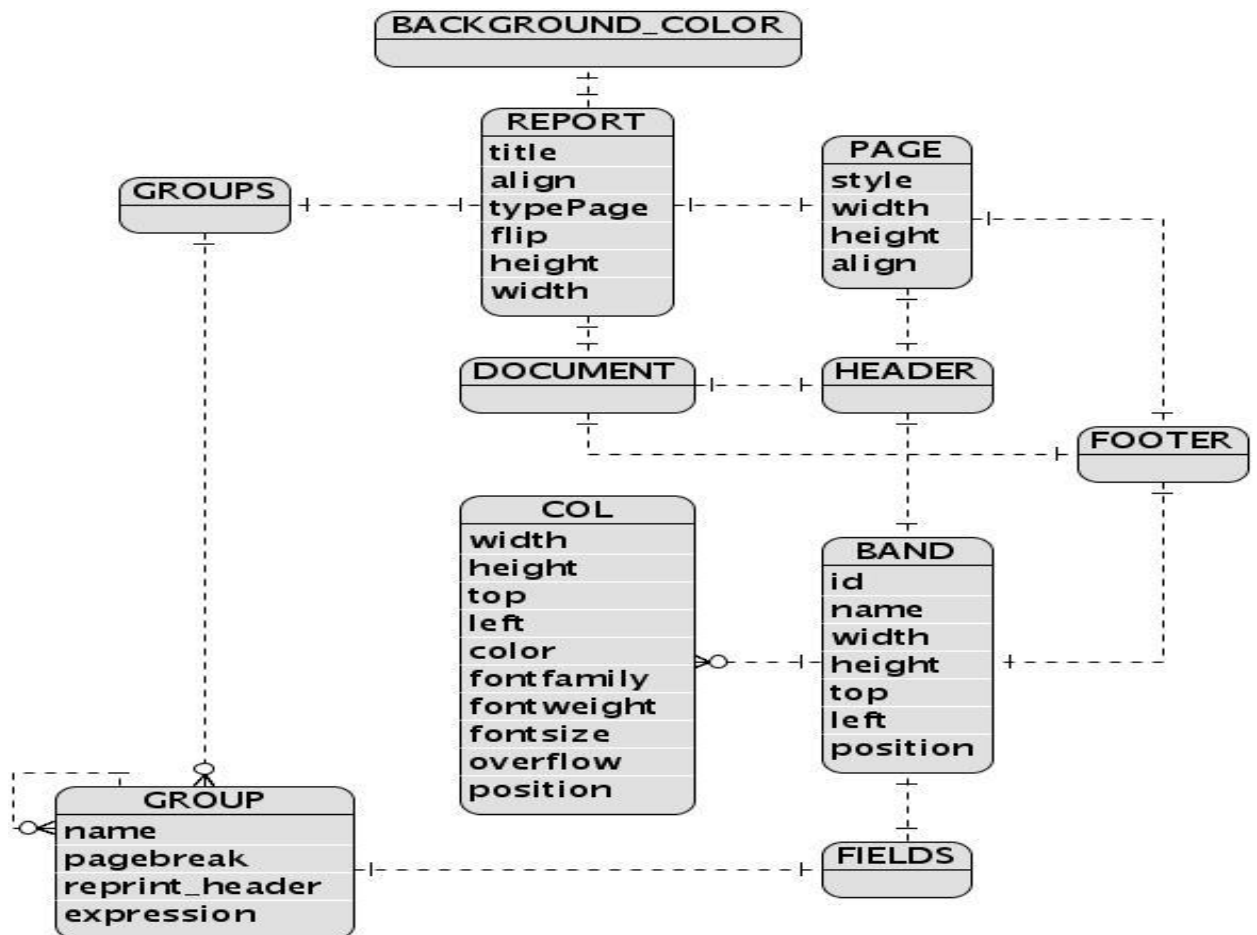 BACKGROUND_COLOR
REPORT
title
align
typePage
flip
height
width
PAGE
style
width
height
align
GROUPS
DOCUMENT
HEADER
FOOTER
COL
width
height
top
left
color
fontfamily
fontweight
fontsize
overflow
position
BAND
id
name
width
height
top
left
position
GROUP
name
pagebreak
reprint_header
expression
FIELDS